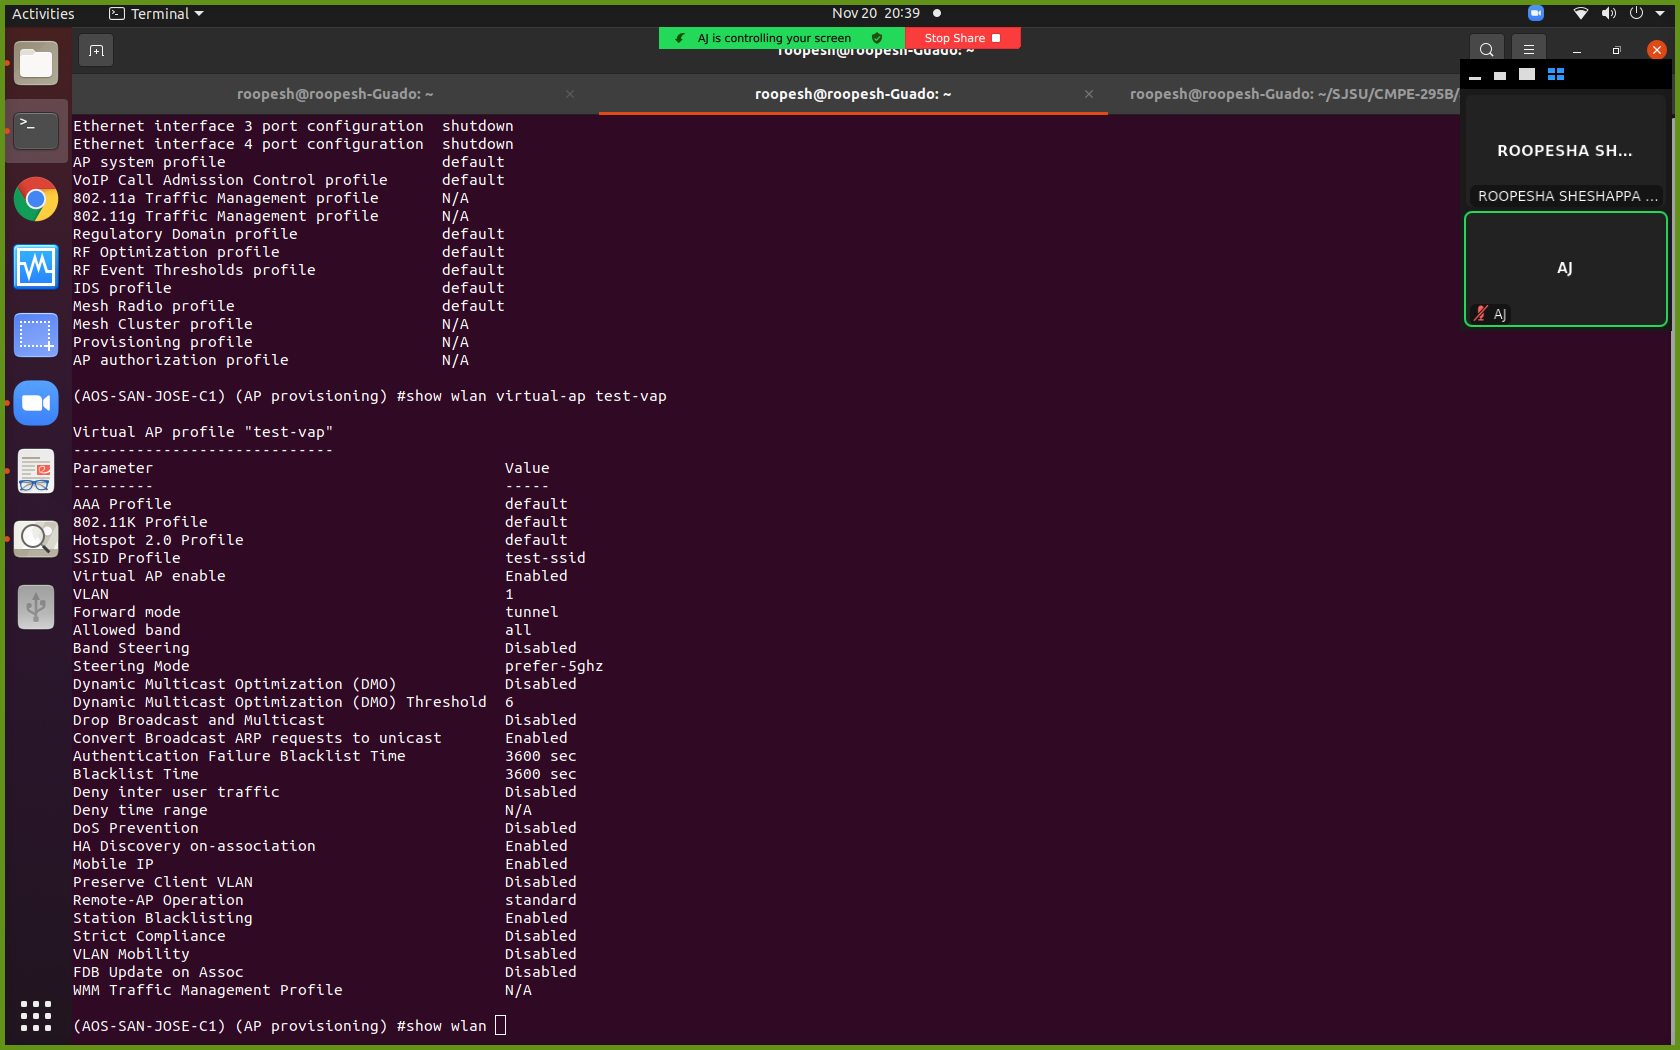 Activities Terminal Nov 20 20:39
AJ is controlling your screen Stop Share
roopesh@roopesh-Guado: ~
roopesh@roopesh-Guado: ~ roopesh@roopesh-Guado: ~ roopesh@roopesh-Guado: ~/SJSU/CMPE-295B/
ROOPESHA SH...
ROOPESHA SHESHAPPA ...
AJ
AJ
Ethernet interface 3 port configuration shutdown
Ethernet interface 4 port configuration shutdown
AP system profile default
VoIP Call Admission Control profile default
802.11a Traffic Management profile N/A
802.11g Traffic Management profile N/A
Regulatory Domain profile default
RF Optimization profile default
RF Event Thresholds profile default
IDS profile default
Mesh Radio profile default
Mesh Cluster profile N/A
Provisioning profile N/A
AP authorization profile N/A
(AOS-SAN-JOSE-C1) (AP provisioning) #show wlan virtual-ap test-vap
Virtual AP profile "test-vap"
-----------------------------
Parameter Value
--------- -----
AAA Profile default
802.11K Profile default
Hotspot 2.0 Profile default
SSID Profile test-ssid
Virtual AP enable Enabled
VLAN 1
Forward mode tunnel
Allowed band all
Band Steering Disabled
Steering Mode prefer-5ghz
Dynamic Multicast Optimization (DMO) Disabled
Dynamic Multicast Optimization (DMO) Threshold 6
Drop Broadcast and Multicast Disabled
Convert Broadcast ARP requests to unicast Enabled
Authentication Failure Blacklist Time 3600 sec
Blacklist Time 3600 sec
Deny inter user traffic Disabled
Deny time range N/A
DoS Prevention Disabled
HA Discovery on-association Enabled
Mobile IP Enabled
Preserve Client VLAN Disabled
Remote-AP Operation standard
Station Blacklisting Enabled
Strict Compliance Disabled
VLAN Mobility Disabled
FDB Update on Assoc Disabled
WMM Traffic Management Profile N/A
(AOS-SAN-JOSE-C1) (AP provisioning) #show wlan